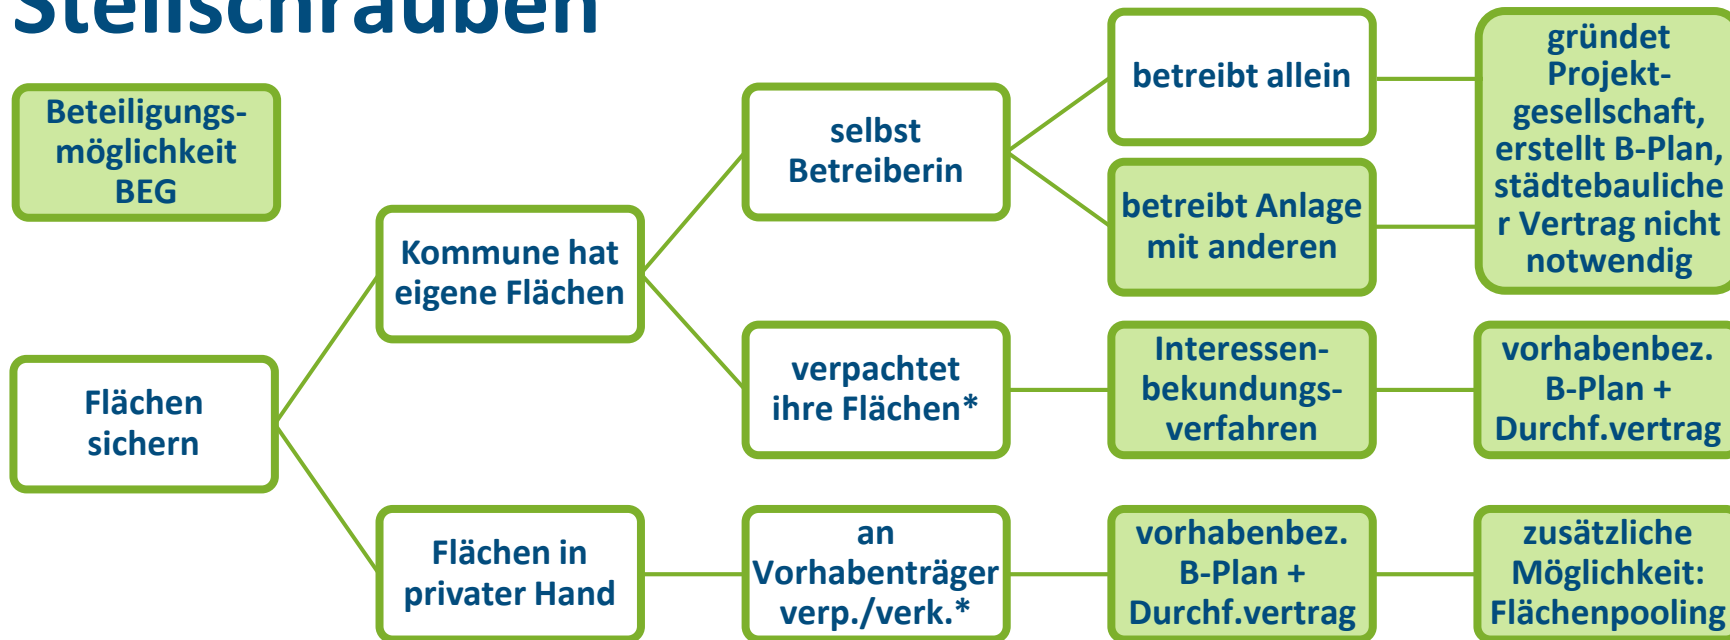 Stellschrauben
Beteiligungs-
möglichkeit
BEG
Flächen
sichern
Kommune hat
eigene Flächen
Flächen in
privater Hand
selbst
Betreiberin
verpachtet
ihre Flächen*
an
Vorhabenträger
verp./verk.*
betreibt allein
betreibt Anlage
mit anderen
Interessen-
bekundungs-
verfahren
vorhabenbez.
B-Plan +
Durchf.vertrag
gründet
Projekt-
gesellschaft,
erstellt B-Plan,
städtebauliche
r Vertrag nicht
notwendig
vorhabenbez.
B-Plan +
Durchf.vertrag
zusätzliche
Möglichkeit:
Flächenpooling